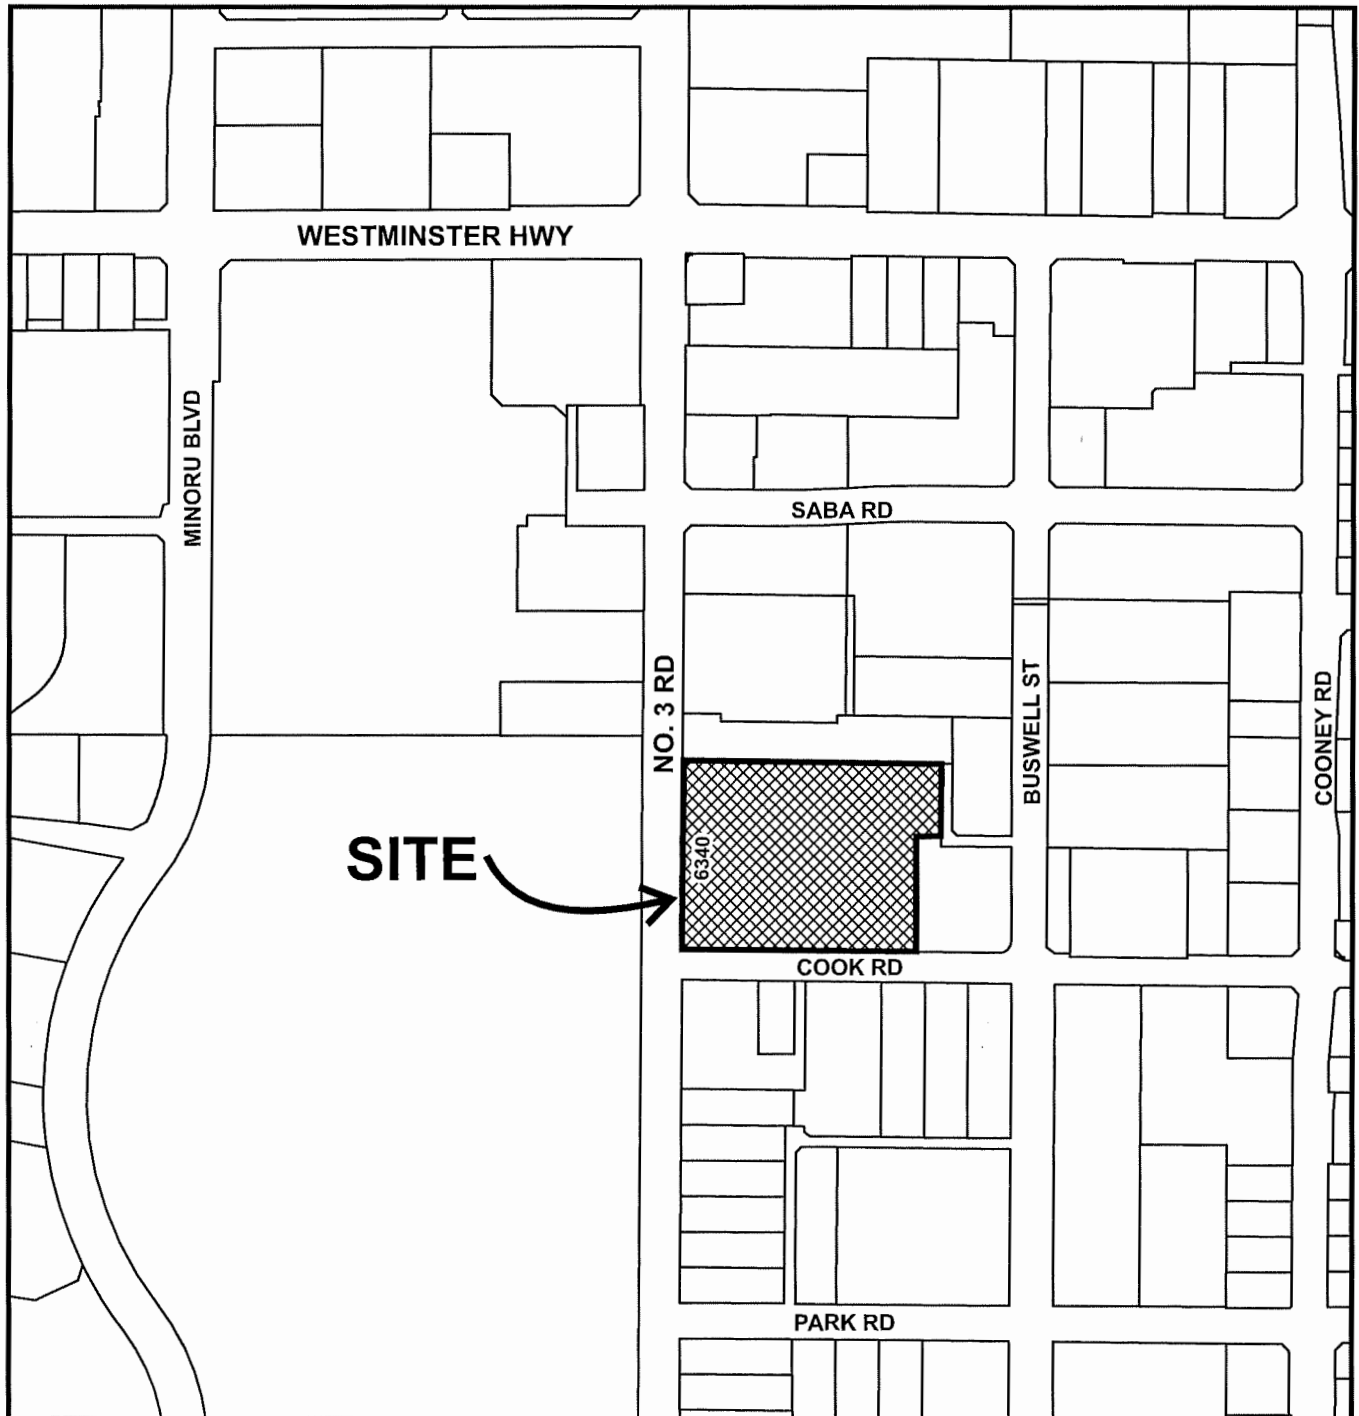 WESTMINSTER HWY
MINORU BLVD
SABA RD
NO. 3 RD
BUSWELL ST
COONEY RD
SITE
6340
COOK RD
PARK RD